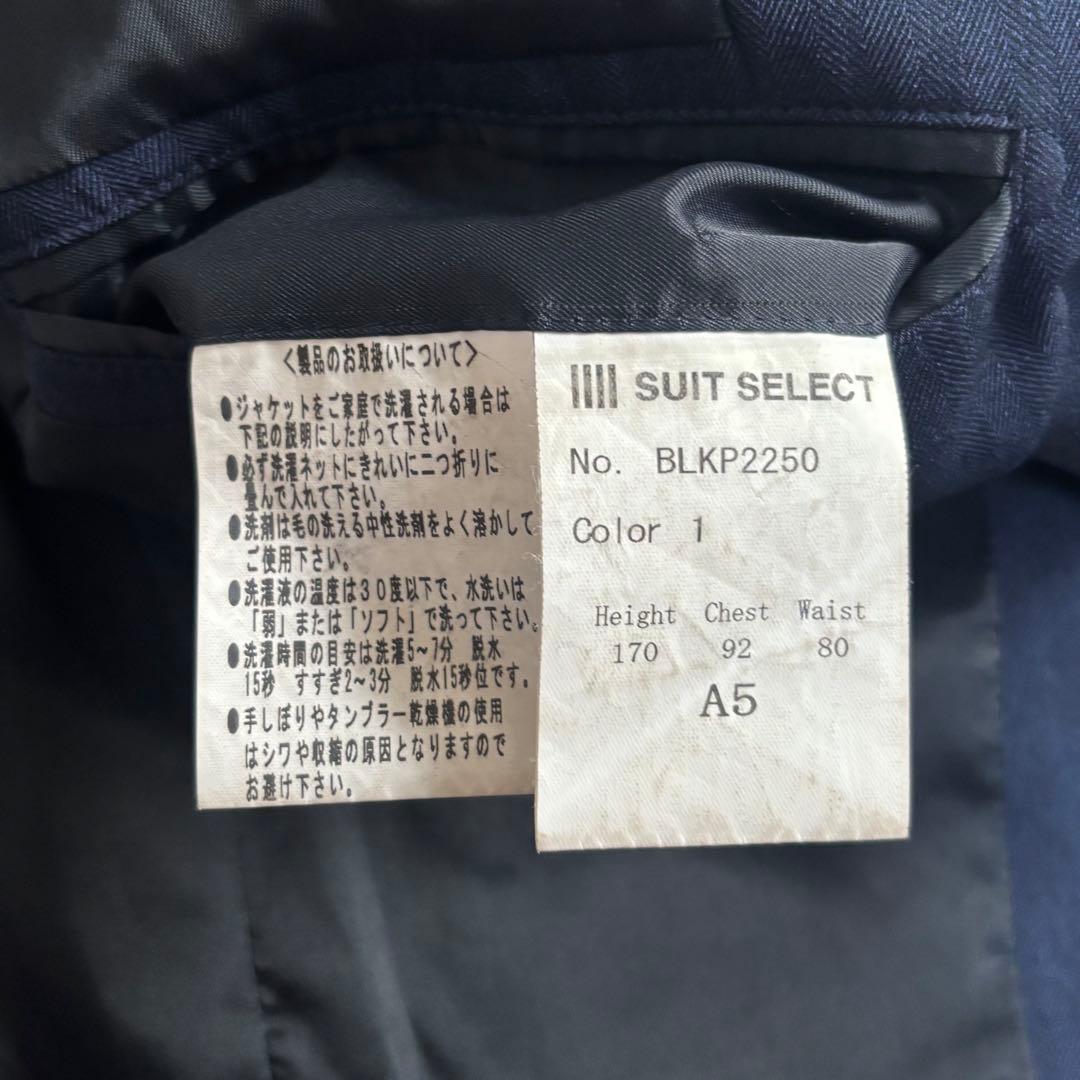 〈製品のお取扱いについて〉
●ジャケットをご家庭で洗濯される場合は
下記の説明にしたがって下さい。
●必ず洗濯ネットにきれいに二つ折りに
畳んで入れて下さい。
●洗剤は毛の洗える中性洗剤をよく溶かして
ご使用下さい。
●洗濯液の温度は30度以下で、水洗いは
「弱」または「ソフト」で洗って下さい。
●洗濯時間の目安は洗濯5~7分 脱水
15秒 すすぎ2~3分 脱水15秒位です。
●手しぼりやタンブラー乾燥機の使用
はシワや収縮の原因となりますので
お避け下さい。
SUIT SELECT
No. BLKP2250
Color 1
Height Chest Waist
170 92 80
A5